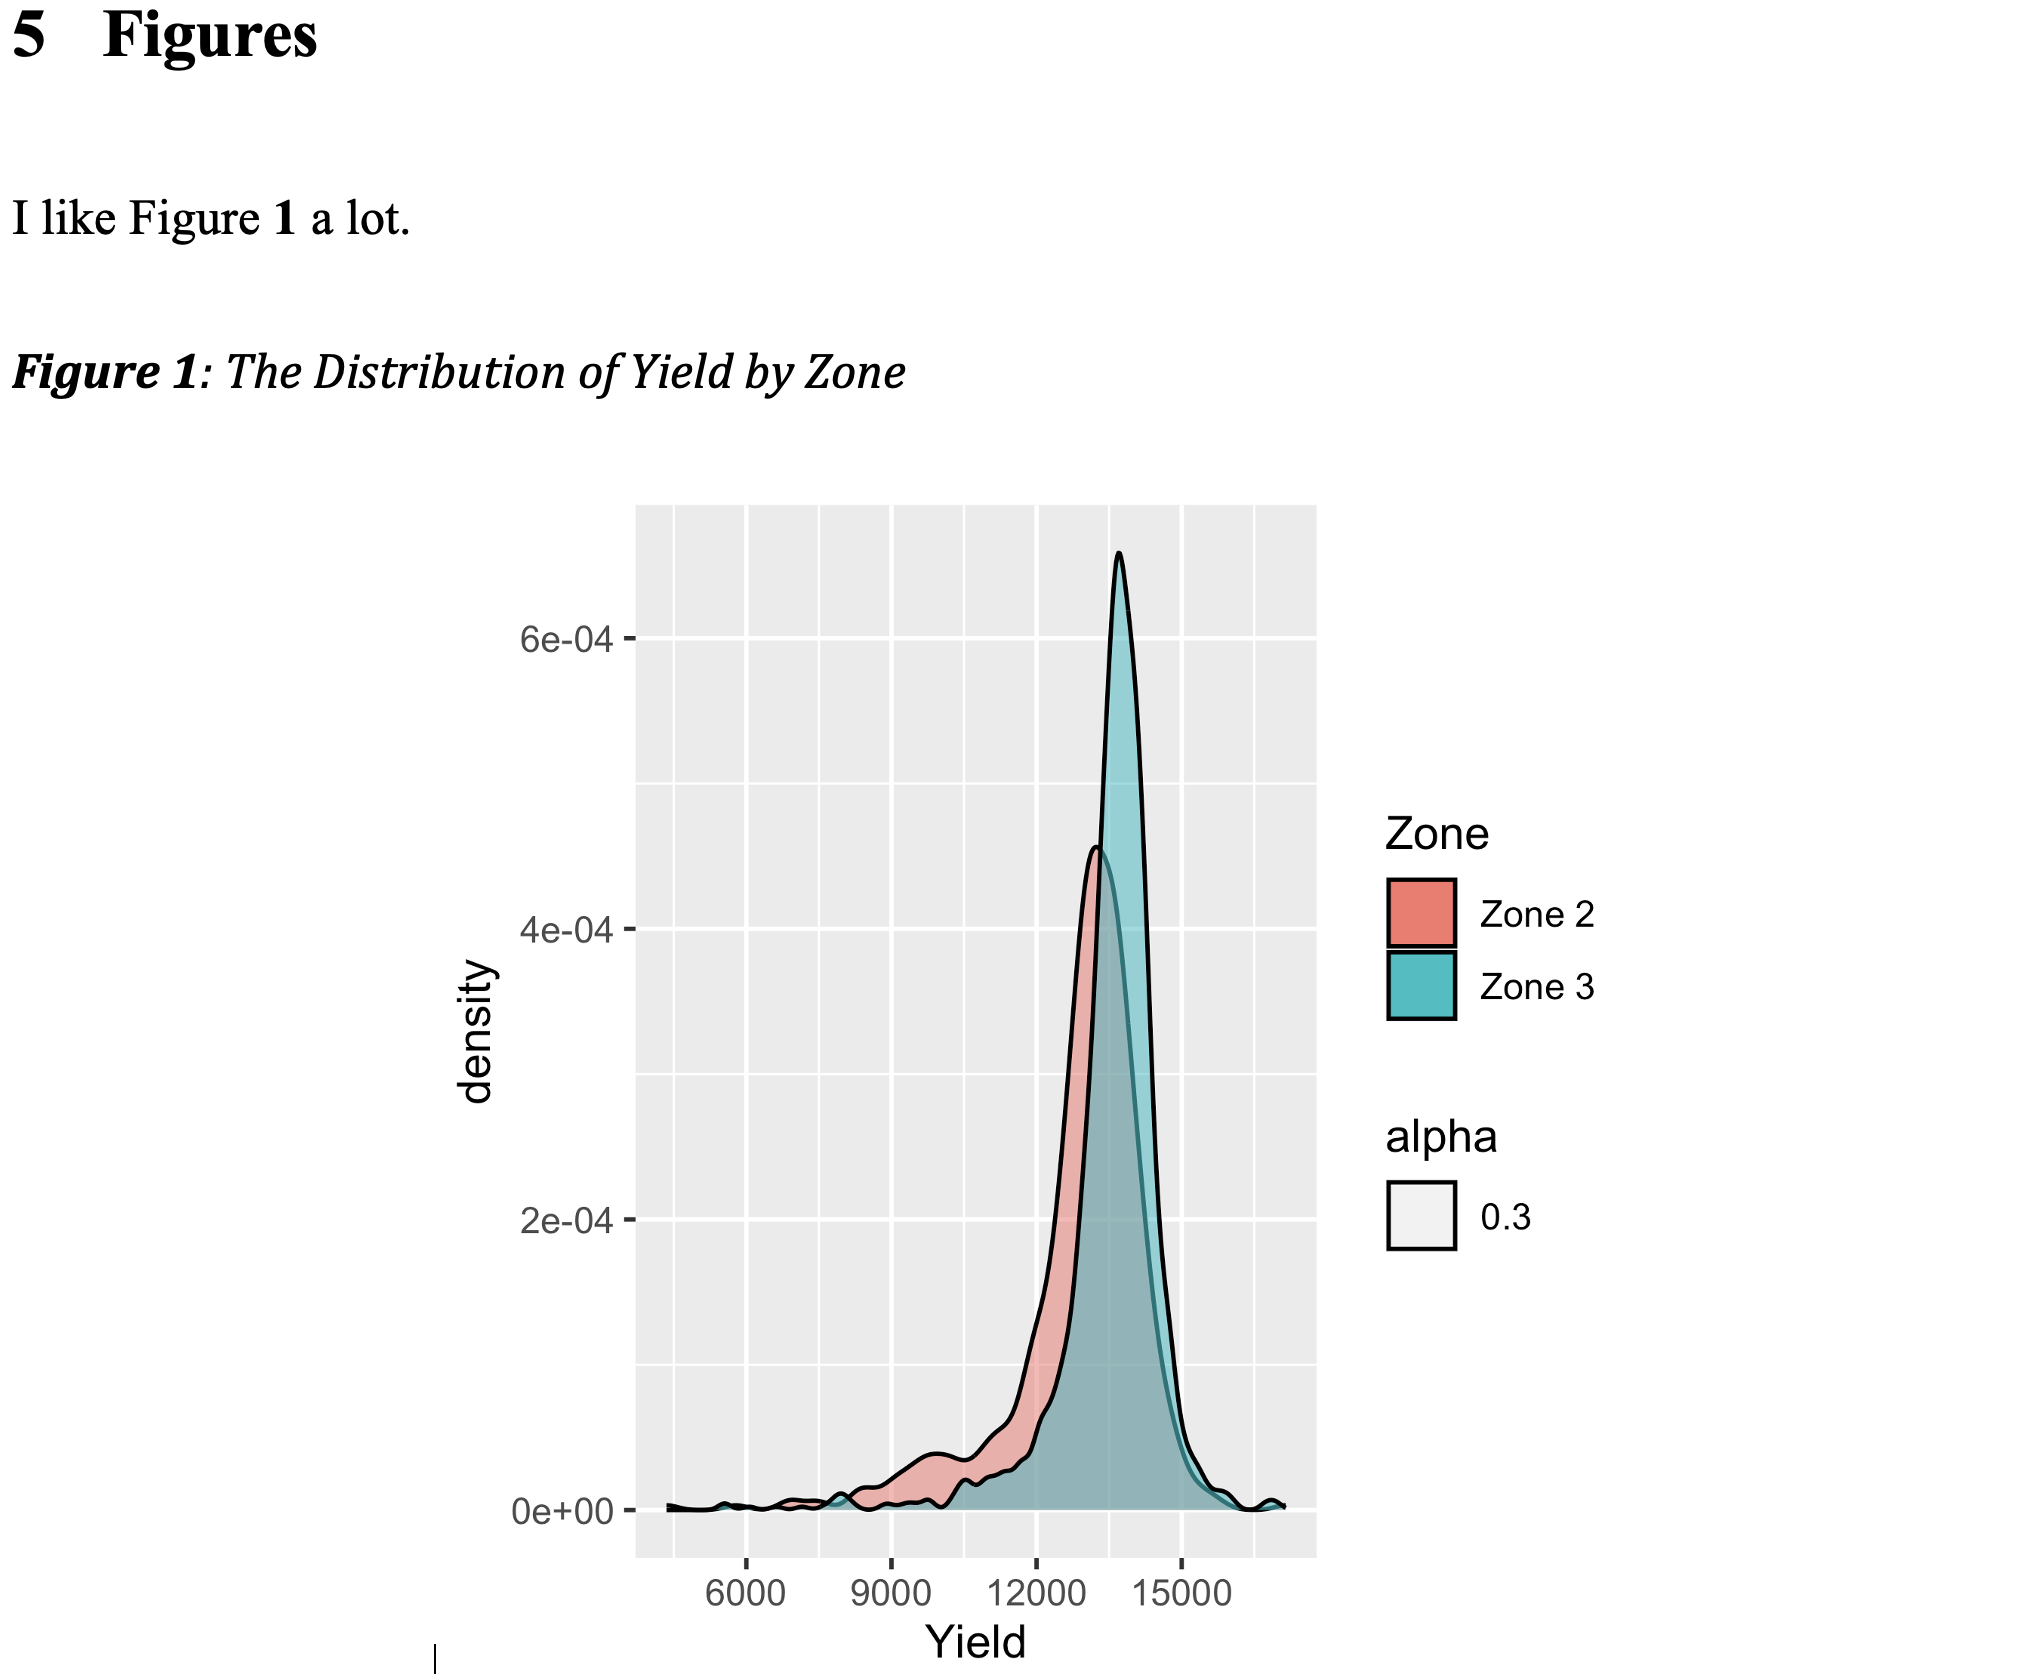 5 Figures
I like Figure 1 a lot.
Figure 1: The Distribution of Yield by Zone
6e-04
4e-04
2e-04
0e+00
density
6000 9000 12000 15000
Yield
Zone
Zone 2
Zone 3
alpha
0.3